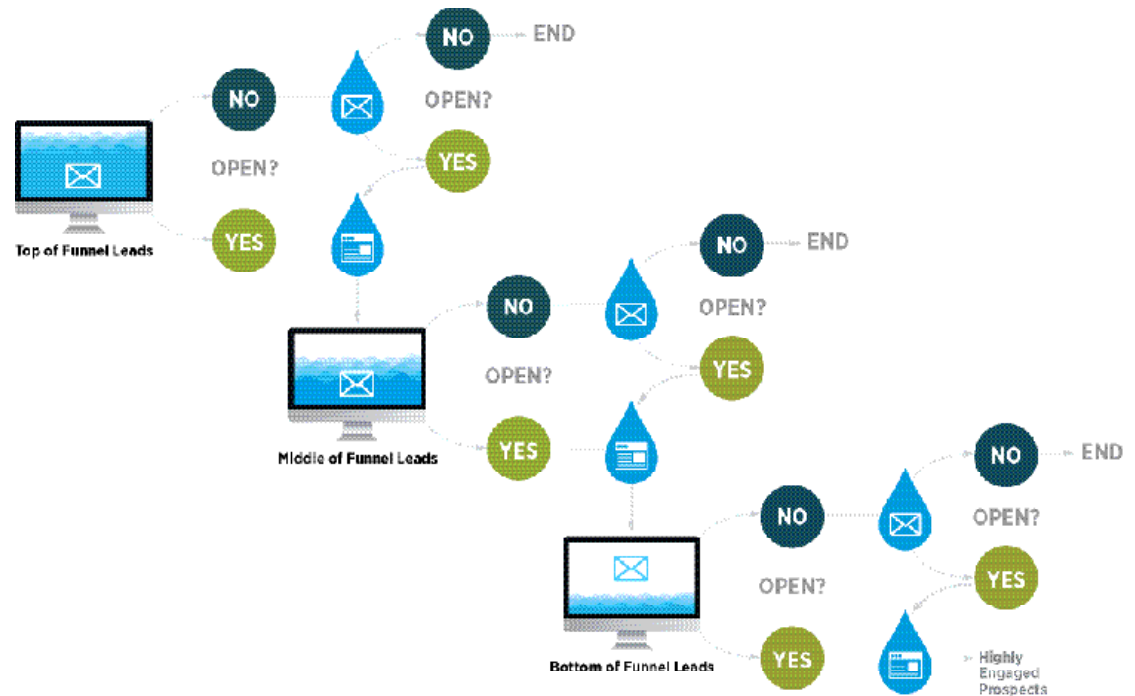 NO
END
NO
OPEN?
OPEN?
YES
YES
Top of Funnel Leads
NO
END
NO
OPEN?
OPEN?
YES
YES
Middle of Funnel Leads
NO
END
NO
OPEN?
OPEN?
YES
YES
Bottom of Funnel Leads
Highly
Engaged
Prospects